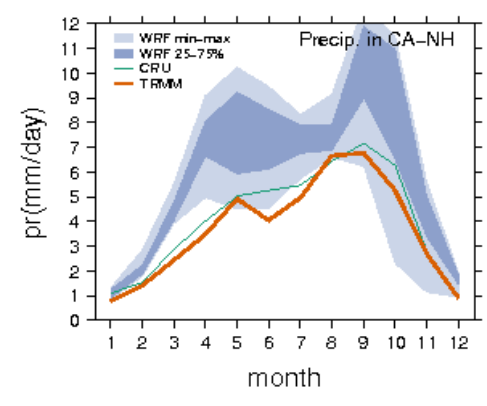 Precip. in CA-NH
WRF min-max
WRF 25-75%
CRU
TRMM
pr(mm/day)
12
11
10
9
8
7
6
5
4
3
2
1
0
1 2 3 4 5 6 7 8 9 10 11 12
month